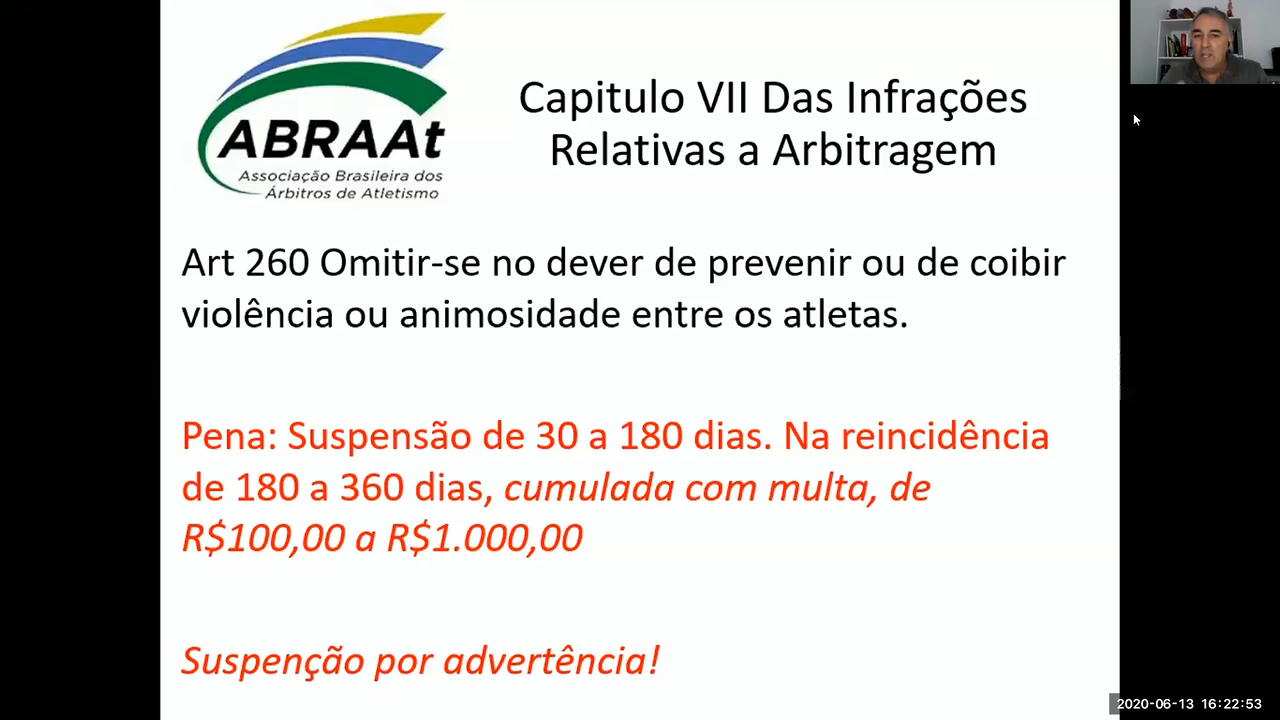 ABRAAt
Associação Brasileira dos
Árbitros de Atletismo
Capitulo VII Das Infrações
Relativas a Arbitragem
Art 260 Omitir-se no dever de prevenir ou de coibir
violência ou animosidade entre os atletas.
Pena: Suspensão de 30 a 180 dias. Na reincidência
de 180 a 360 dias, cumulada com multa, de
R$100,00 a R$1.000,00
Suspenção por advertência!
2020-06-13 16:22:53